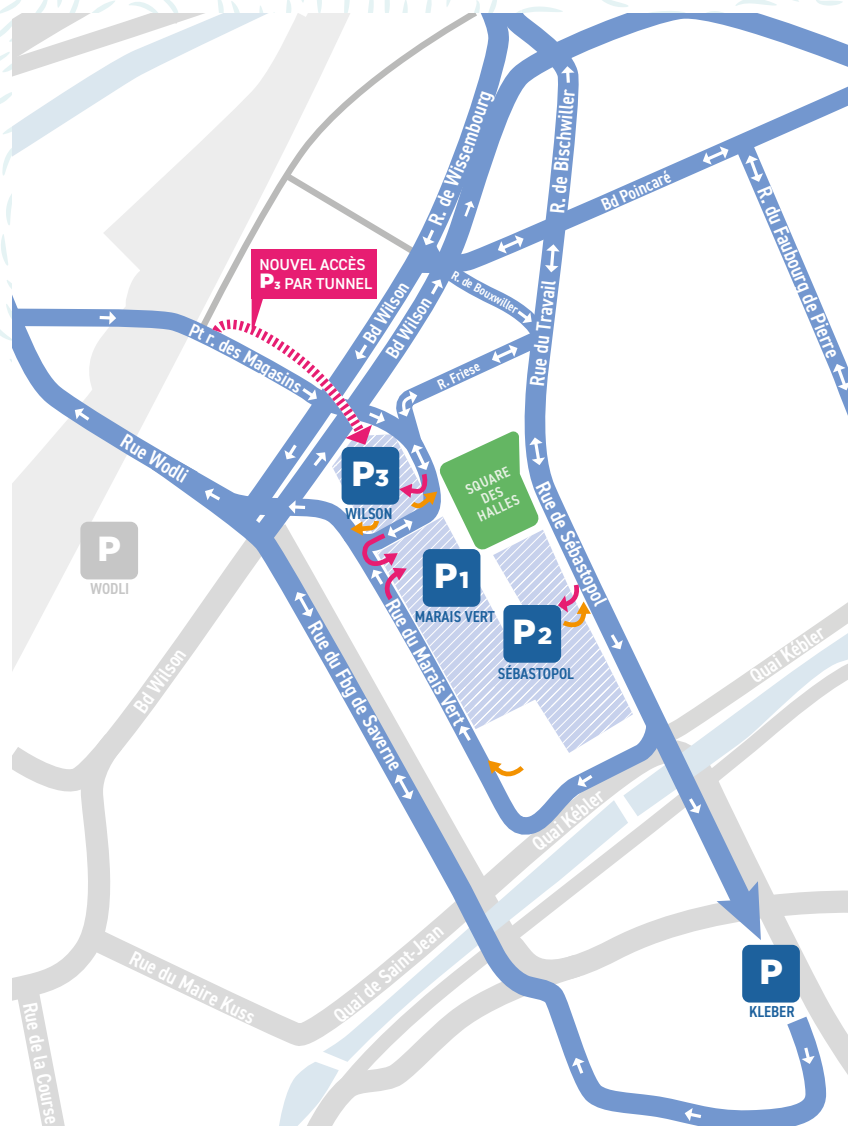 R. de Wissembourg
R. de Bischwiller
Bd Poincaré
R. du Faubourg de Pierre
NOUVEL ACCÈS
P3 PAR TUNNEL
Bd Wilson
Bd Wilson
R. de Bouxwiller
Rue du Travail
Pt r. des Magasins
R. Friese
Rue Wodli
P3
WILSON
SQUARE
DES
HALLES
Rue de Sébastopol
P
WODLI
P1
MARAIS VERT
P2
SÉBASTOPOL
Rue du Marais Vert
Rue du Fbg de Saverne
Bd Wilson
Quai Kébler
Quai Kébler
Quai de Saint-Jean
Rue du Maire Kuss
Rue de la Course
P
KLEBER